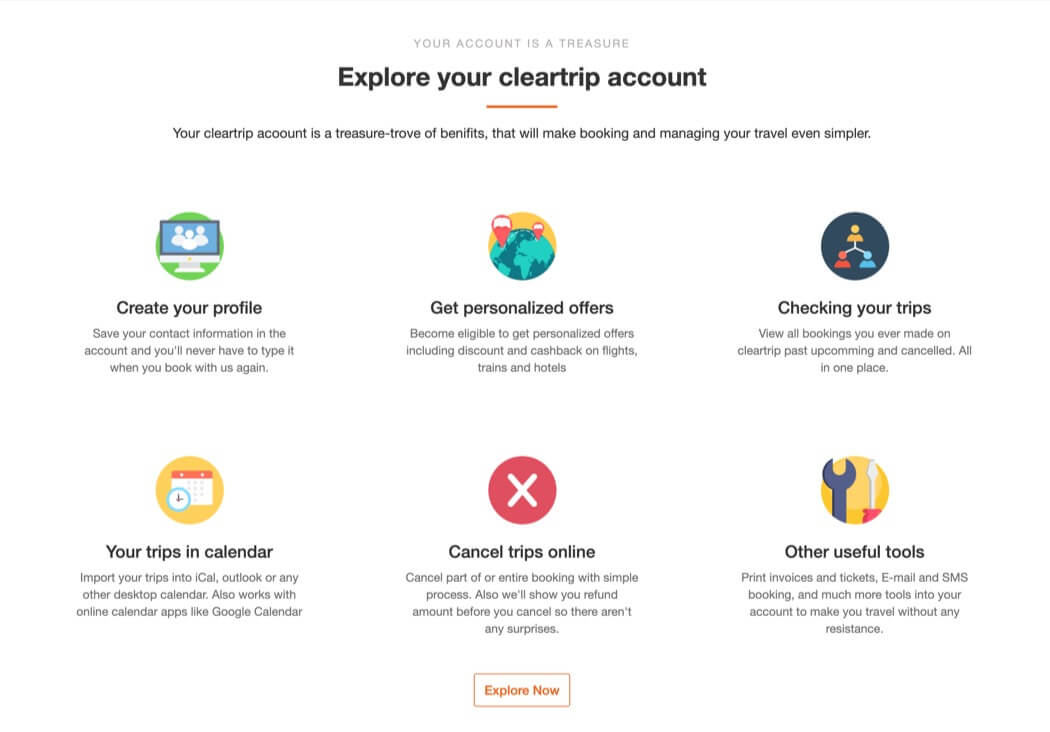 YOUR ACCOUNT IS A TREASURE
Explore your cleartrip account
Your cleartrip acoount is a treasure-trove of benifits, that will make booking and managing your travel even simpler.
Create your profile
Save your contact information in the
account and you'll never have to type it
when you book with us again.
Get personalized offers
Become eligible to get personalized offers
including discount and cashback on flights,
trains and hotels
Checking your trips
View all bookings you ever made on
cleartrip past upcomming and cancelled. All
in one place.
Your trips in calendar
Import your trips into iCal, outlook or any
other desktop calendar. Also works with
online calendar apps like Google Calendar
Cancel trips online
Cancel part of or entire booking with simple
process. Also we'll show you refund
amount before you cancel so there aren't
any surprises.
Other useful tools
Print invoices and tickets, E-mail and SMS
booking, and much more tools into your
account to make you travel without any
resistance.
Explore Now